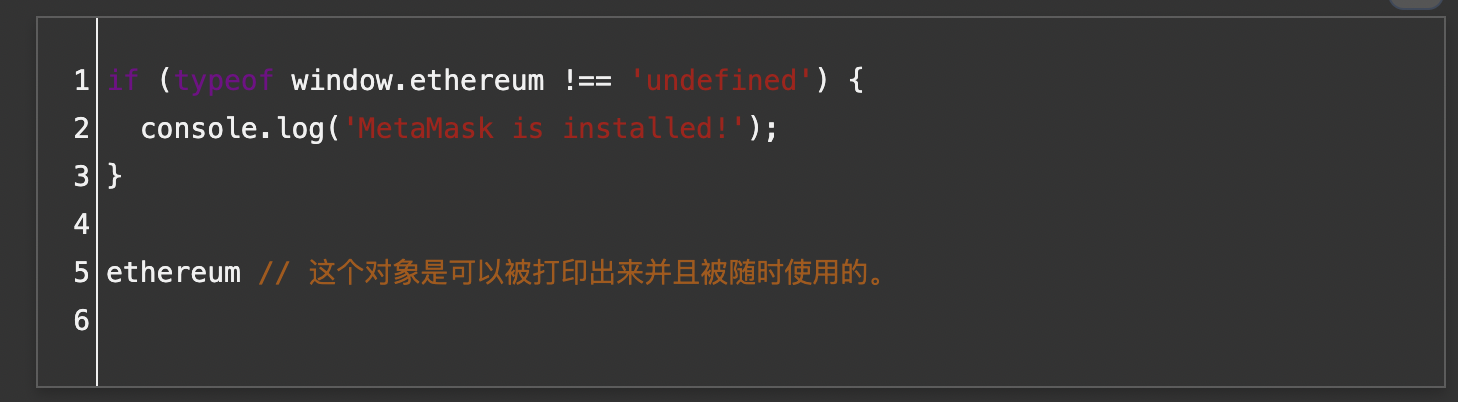 1 if (typeof window.ethereum !== 'undefined') {
2   console.log('MetaMask is installed!');
3 }
4
5 ethereum // 这个对象是可以被打印出来并且被随时使用的。
6